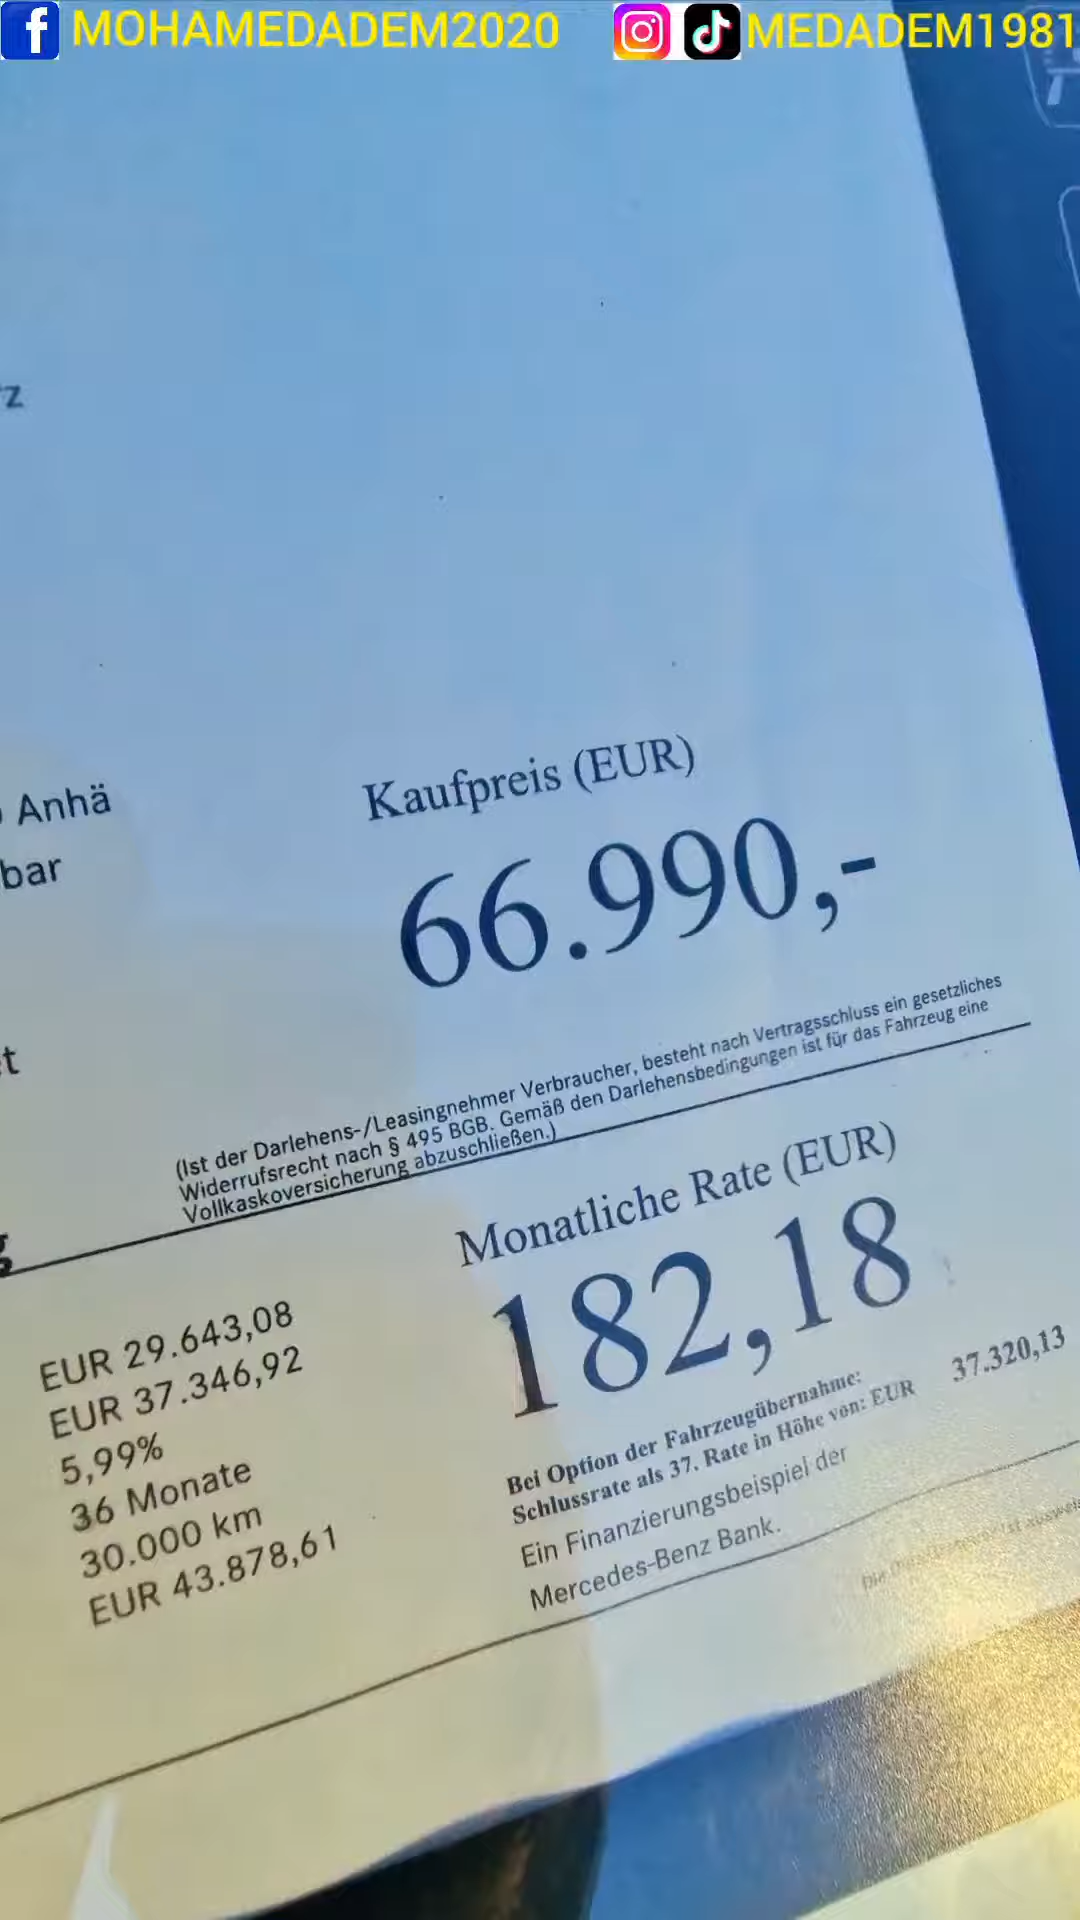 MOHAMEDADEM2020 MEDADEM1981
Anhä
bar
Kaufpreis (EUR)
66.990,-
(Ist der Darlehens-/Leasingnehmer Verbraucher, besteht nach Vertragsschluss ein gesetzliches
Widerrufsrecht nach § 495 BGB. Gemäß den Darlehensbedingungen ist für das Fahrzeug eine
Vollkaskoversicherung abzuschließen.)
Monatliche Rate (EUR)
182,18
EUR 29.643,08
EUR 37.346,92
5,99%
36 Monate
30.000 km
EUR 43.878,61
Bei Option der Fahrzeugübernahme:
Schlussrate als 37. Rate in Höhe von: EUR 37.320,13
Ein Finanzierungsbeispiel der
Mercedes-Benz Bank.